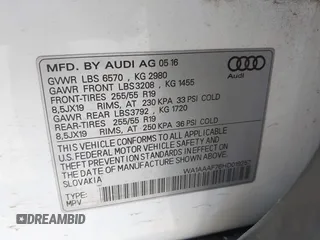 MFD. BY AUDI AG 05·16
GVWR LBS 6570 , KG 2980
GAWR FRONT LBS3208 , KG 1455
FRONT-TIRES 255/55 R19
8,5JX19 RIMS, AT 230 KPA 33 PSI COLD
GAWR REAR LBS3792 , KG 1720
REAR-TIRES 255/55 R19
8,5JX19 RIMS, AT 250 KPA 36 PSI COLD
THIS VEHICLE CONFORMS TO ALL APPLICABLE
U.S. FEDERAL MOTOR VEHICLE SAFETY AND
THEFT PREVENTION STANDARDS IN EFFECT ON
THE DATE OF MANUFACTURE SHOWN ABOVE.
SLOVAKIA
TYPE:
MPV
Audi
DRIVE AND BID